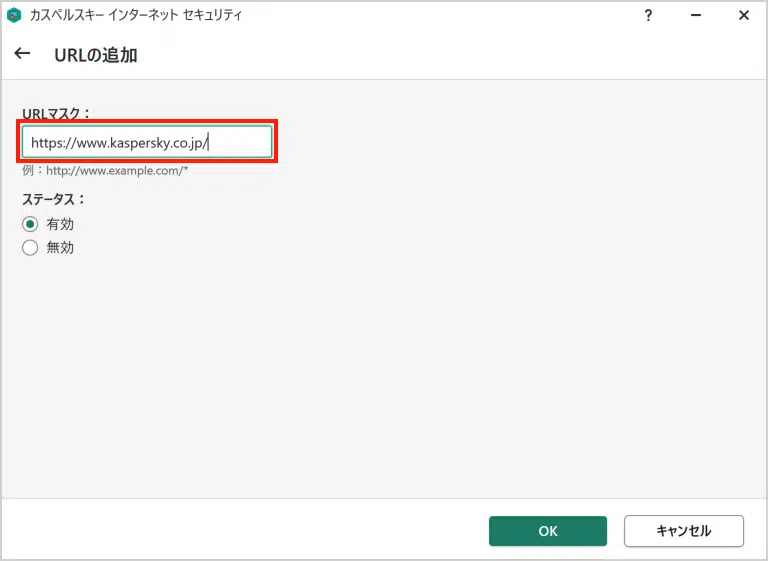 カスペルスキー インターネット セキュリティ
?
URLの追加
URLマスク：
https://www.kaspersky.co.jp/
例：http://www.example.com/*
ステータス：
有効
無効
OK
キャンセル